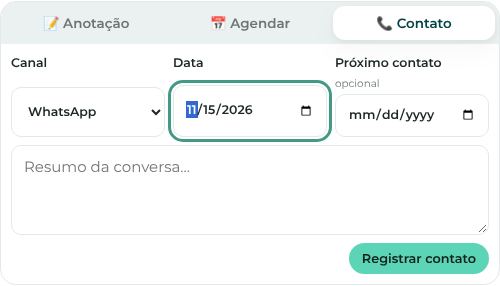 📝 Anotação 📅 Agendar 📞 Contato
Canal Data Próximo contato
opcional
WhatsApp 11/15/2026 mm/dd/yyyy
Resumo da conversa...
Registrar contato